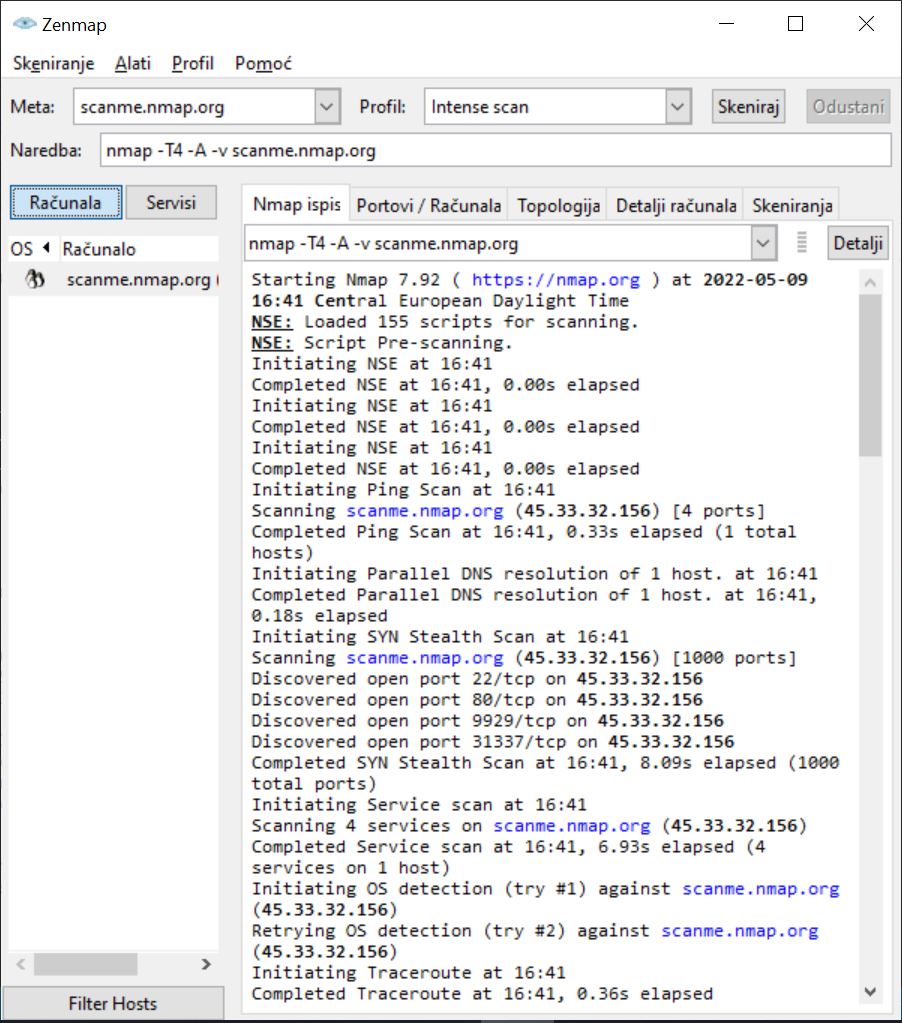 Zenmap
Skeniranje Alati Profil Pomoć
Meta: scanme.nmap.org Profil: Intense scan Skeniraj Odustani
Naredba: nmap -T4 -A -v scanme.nmap.org
Računala Servisi
OS Računalo
scanme.nmap.org (
Filter Hosts
Nmap ispis Portovi / Računala Topologija Detalji računala Skeniranja
nmap -T4 -A -v scanme.nmap.org Detalji
Starting Nmap 7.92 ( https://nmap.org ) at 2022-05-09
16:41 Central European Daylight Time
NSE: Loaded 155 scripts for scanning.
NSE: Script Pre-scanning.
Initiating NSE at 16:41
Completed NSE at 16:41, 0.00s elapsed
Initiating NSE at 16:41
Completed NSE at 16:41, 0.00s elapsed
Initiating NSE at 16:41
Completed NSE at 16:41, 0.00s elapsed
Initiating Ping Scan at 16:41
Scanning scanme.nmap.org (45.33.32.156) [4 ports]
Completed Ping Scan at 16:41, 0.33s elapsed (1 total
hosts)
Initiating Parallel DNS resolution of 1 host. at 16:41
Completed Parallel DNS resolution of 1 host. at 16:41,
0.18s elapsed
Initiating SYN Stealth Scan at 16:41
Scanning scanme.nmap.org (45.33.32.156) [1000 ports]
Discovered open port 22/tcp on 45.33.32.156
Discovered open port 80/tcp on 45.33.32.156
Discovered open port 9929/tcp on 45.33.32.156
Discovered open port 31337/tcp on 45.33.32.156
Completed SYN Stealth Scan at 16:41, 8.09s elapsed (1000
total ports)
Initiating Service scan at 16:41
Scanning 4 services on scanme.nmap.org (45.33.32.156)
Completed Service scan at 16:41, 6.93s elapsed (4
services on 1 host)
Initiating OS detection (try #1) against scanme.nmap.org
(45.33.32.156)
Retrying OS detection (try #2) against scanme.nmap.org
(45.33.32.156)
Initiating Traceroute at 16:41
Completed Traceroute at 16:41, 0.36s elapsed